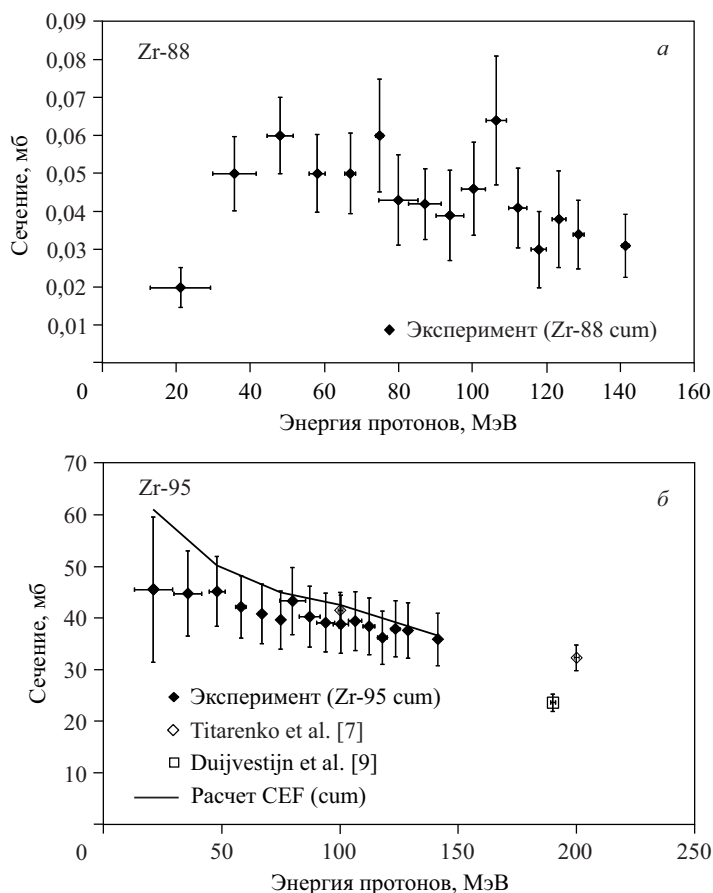 0,09
Zr-88
а
0,08
0,07
0,06
0,05
0,04
0,03
0,02
0,01
Сечение, мб
Эксперимент (Zr-88 cum)
0
20
40
60
80
100
120
140
160
Энергия протонов, МэВ
70
Zr-95
б
60
50
40
30
20
10
Сечение, мб
Эксперимент (Zr-95 cum)
Titarenko et al. [7]
Duijvestijn et al. [9]
Расчет CEF (cum)
0
50
100
150
200
250
Энергия протонов, МэВ